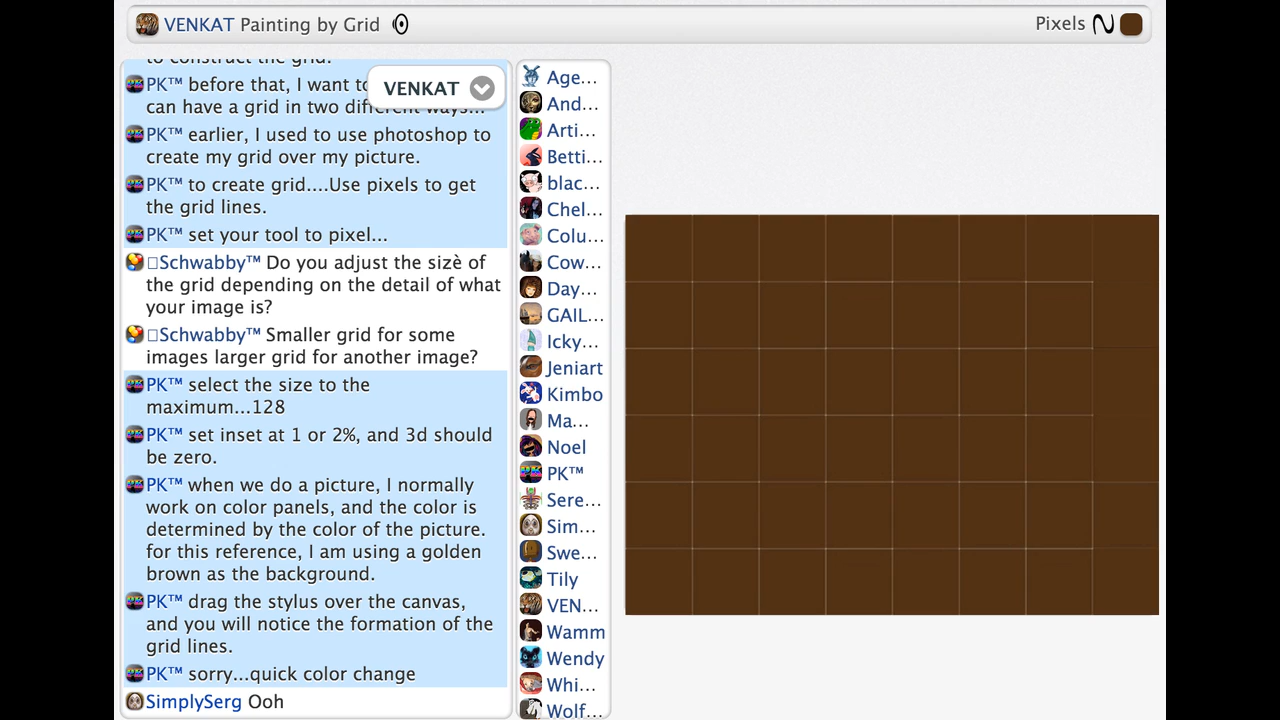 VENKAT Painting by Grid
Pixels
to construct the grid.
PK™ before that, I want to
can have a grid in two different ways...
VENKAT
PK™ earlier, I used to use photoshop to
create my grid over my picture.
PK™ to create grid....Use pixels to get
the grid lines.
PK™ set your tool to pixel...
Schwabby™ Do you adjust the sizè of
the grid depending on the detail of what
your image is?
Schwabby™ Smaller grid for some
images larger grid for another image?
PK™ select the size to the
maximum...128
PK™ set inset at 1 or 2%, and 3d should
be zero.
PK™ when we do a picture, I normally
work on color panels, and the color is
determined by the color of the picture.
for this reference, I am using a golden
brown as the background.
PK™ drag the stylus over the canvas,
and you will notice the formation of the
grid lines.
PK™ sorry...quick color change
SimplySerg Ooh
Age...
And...
Arti...
Betti...
blac...
Chel...
Colu...
Cow...
Day...
GAIL...
Icky...
Jeniart
Kimbo
Ma...
Noel
PK™
Sere...
Sim...
Swe...
Tily
VEN...
Wamm
Wendy
Whi...
Wolf...